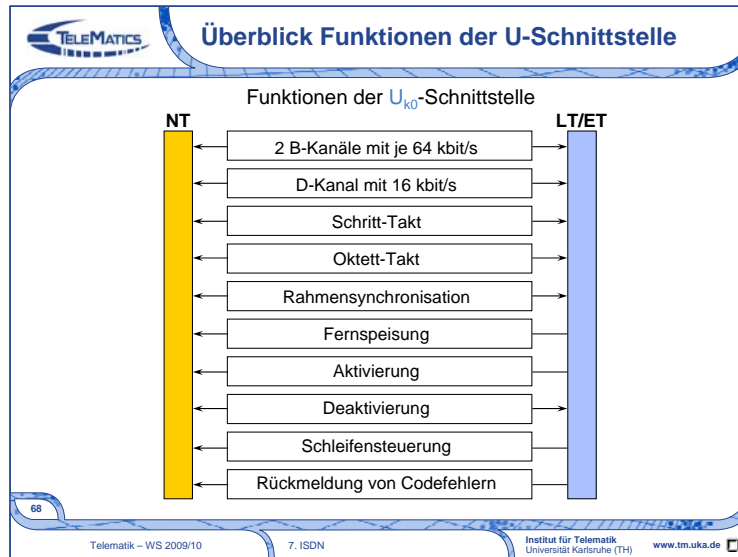 TELEMATICS
Überblick Funktionen der U-Schnittstelle
Funktionen der Uk0-Schnittstelle
NT
LT/ET
2 B-Kanäle mit je 64 kbit/s
D-Kanal mit 16 kbit/s
Schritt-Takt
Oktett-Takt
Rahmensynchronisation
Fernspeisung
Aktivierung
Deaktivierung
Schleifensteuerung
Rückmeldung von Codefehlern
68
Telematik – WS 2009/10
7. ISDN
Institut für Telematik
Universität Karlsruhe (TH)
www.tm.uka.de